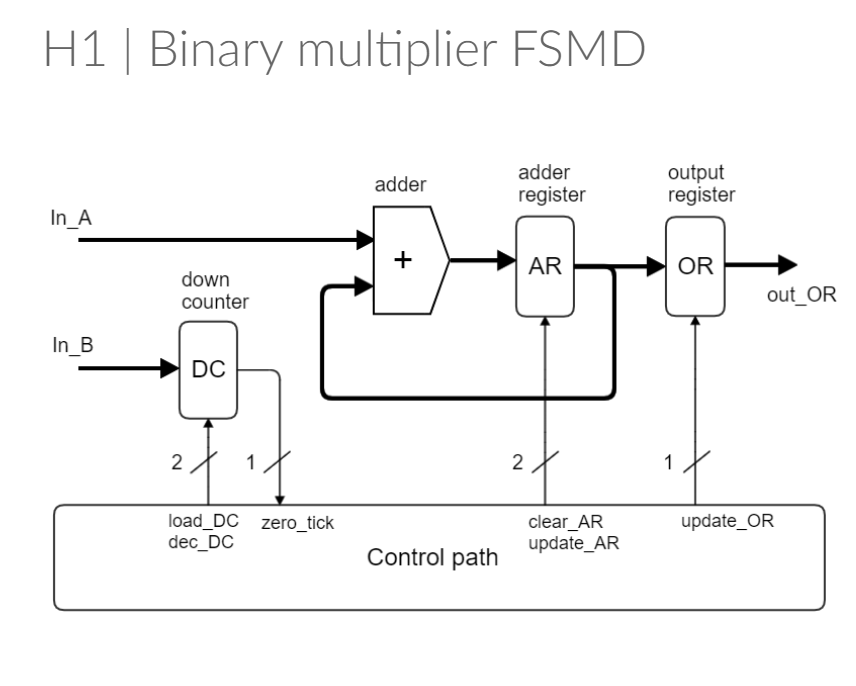 H1 | Binary multiplier FSMD
adder
adder
register
output
register
In_A
+
AR
OR
out_OR
down
counter
In_B
DC
2
1
2
1
load_DC
dec_DC
zero_tick
clear_AR
update_AR
update_OR
Control path